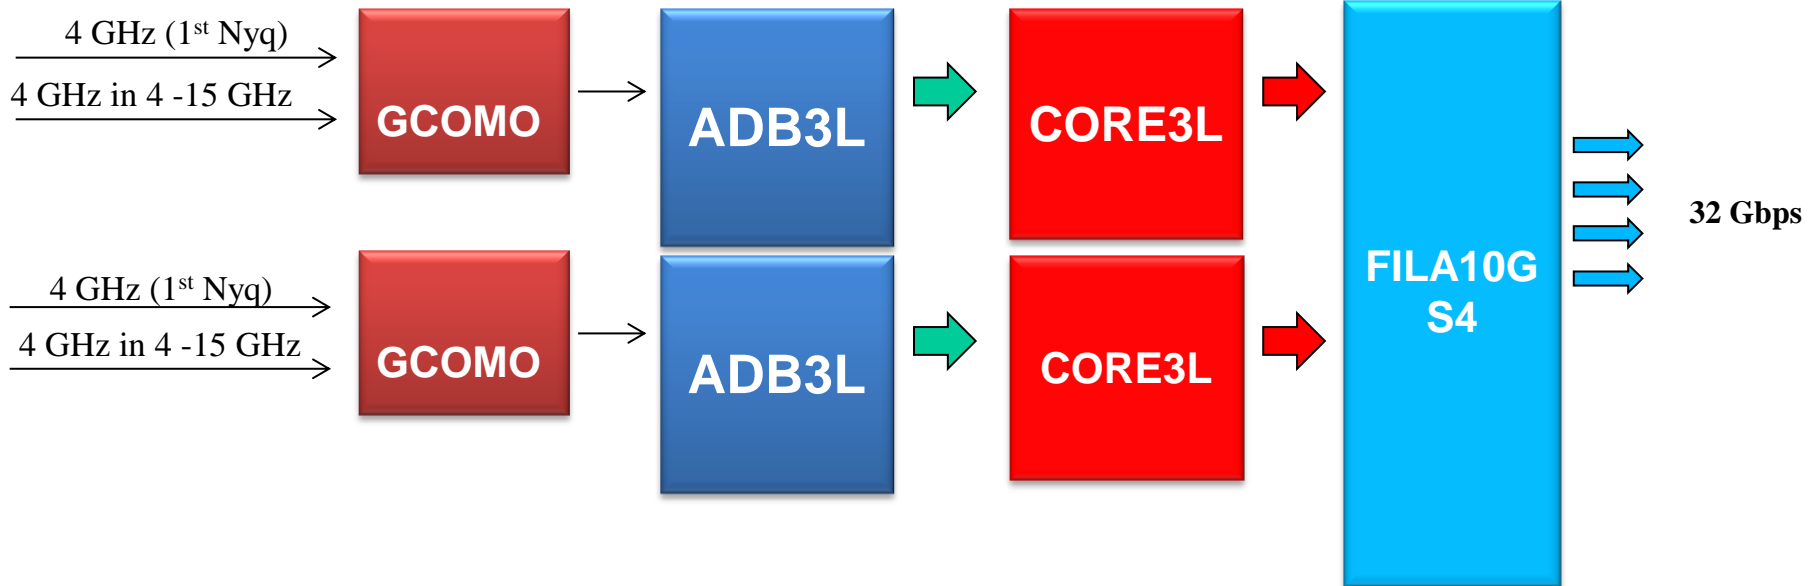 4 GHz (1st Nyq)
4 GHz in 4 -15 GHz
GCOMO
ADB3L
CORE3L
4 GHz (1st Nyq)
4 GHz in 4 -15 GHz
GCOMO
ADB3L
CORE3L
FILA10G
S4
32 Gbps